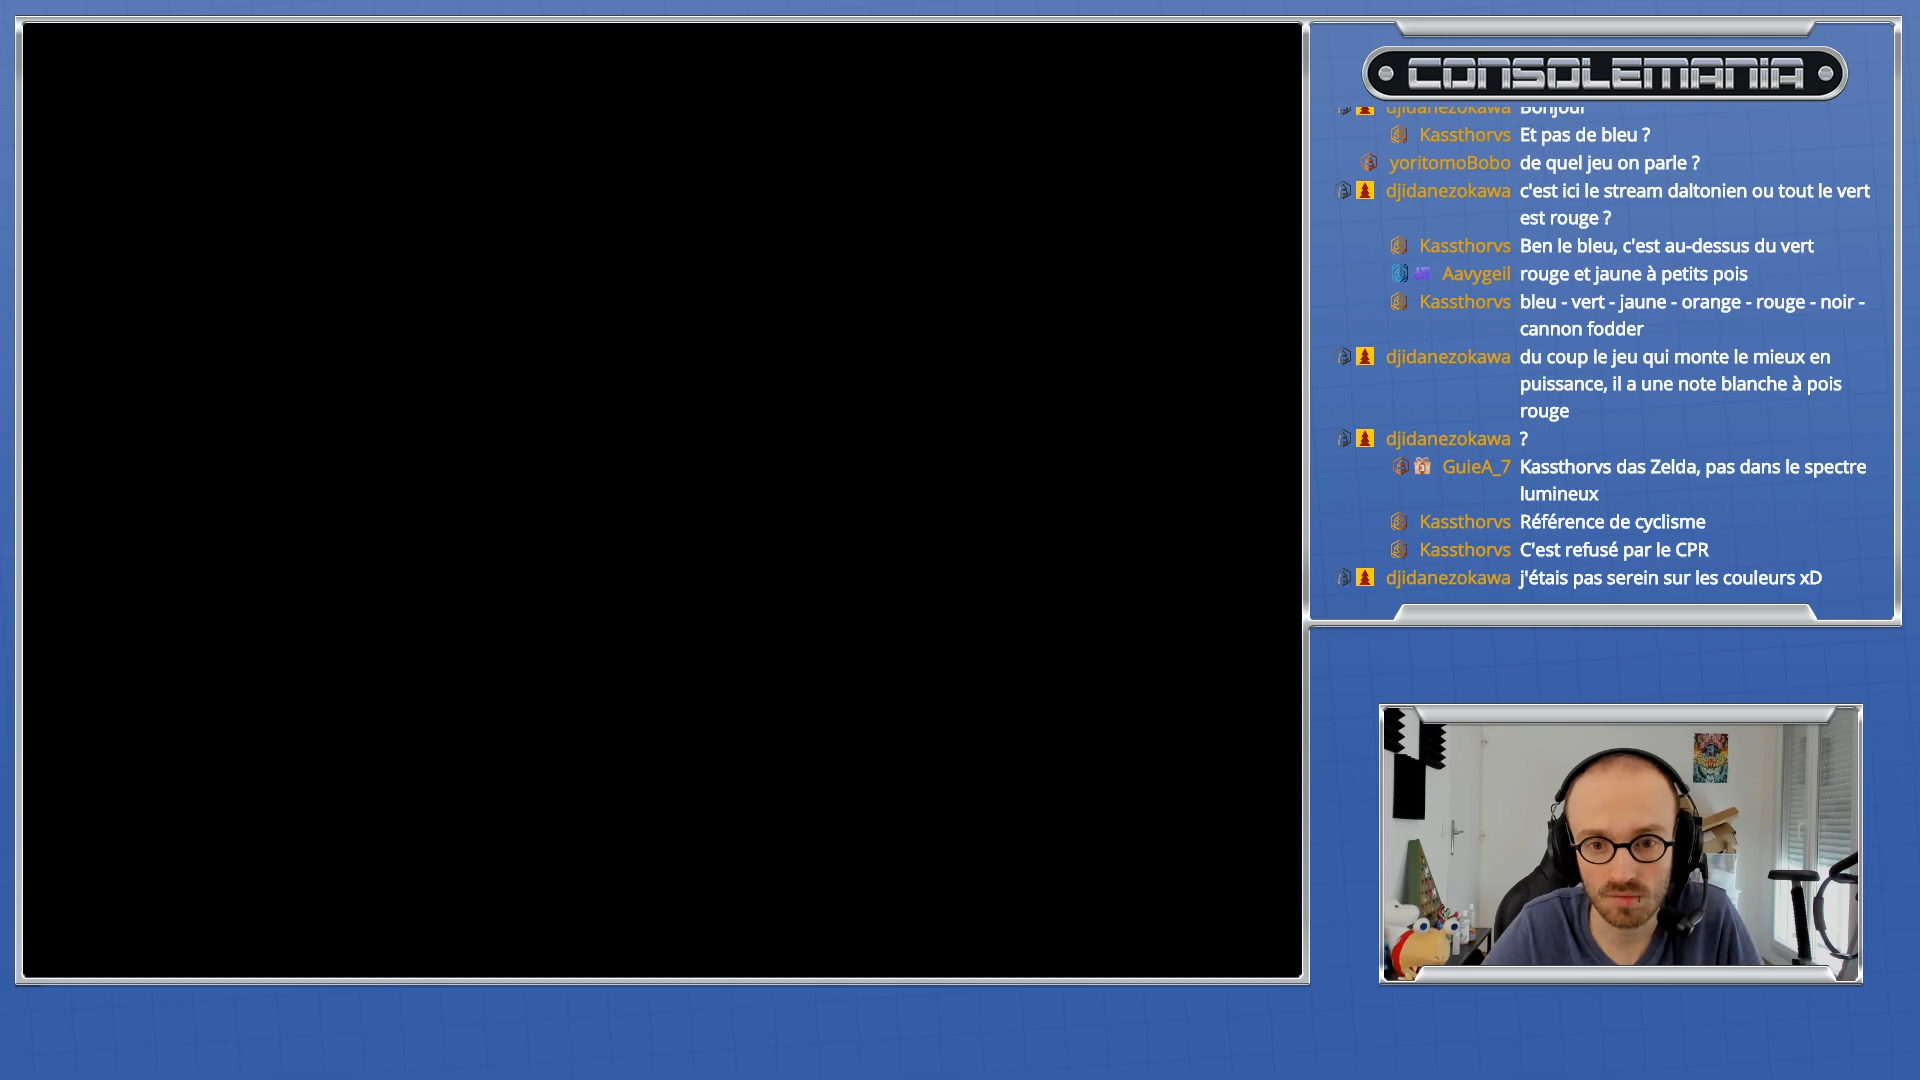 CONSOLEMANIA
djidanezokawa Bonjour
Kassthorvs Et pas de bleu ?
yoritomoBobo de quel jeu on parle ?
djidanezokawa c'est ici le stream daltonien ou tout le vert
est rouge ?
Kassthorvs Ben le bleu, c'est au-dessus du vert
Aavygeil rouge et jaune à petits pois
Kassthorvs bleu - vert - jaune - orange - rouge - noir -
cannon fodder
djidanezokawa du coup le jeu qui monte le mieux en
puissance, il a une note blanche à pois
rouge
djidanezokawa ?
GuieA_7 Kassthorvs das Zelda, pas dans le spectre
lumineux
Kassthorvs Référence de cyclisme
Kassthorvs C'est refusé par le CPR
djidanezokawa j'étais pas serein sur les couleurs xD